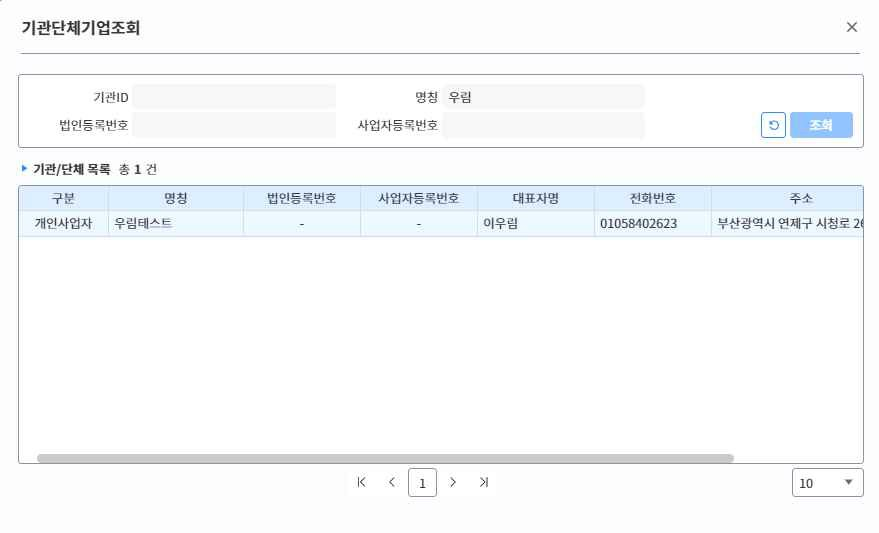 기관단체기업조회
기관ID 명칭 우림
법인등록번호 사업자등록번호 조회
기관/단체 목록 총 1 건
구분 명칭 법인등록번호 사업자등록번호 대표자명 전화번호 주소
개인사업자 우림테스트 - - 이우림 01058402623 부산광역시 연제구 시청로
1 10